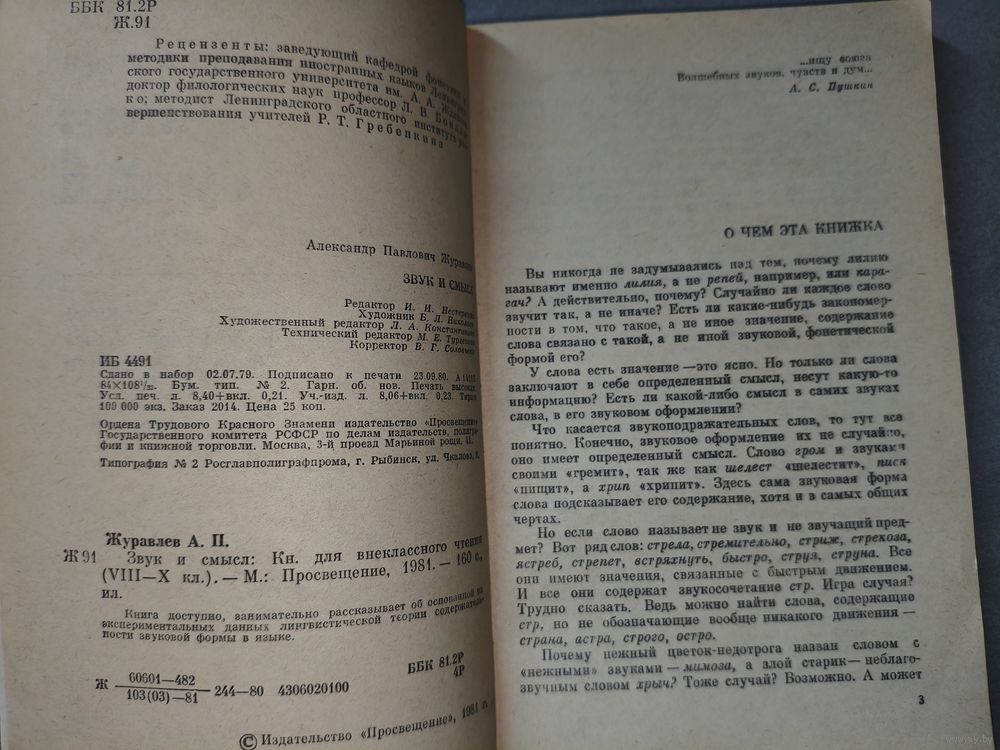 ББК 81.2Р
Ж.91
Рецензенты: заведующий кафедрой
методики преподавания иностранных языков
ского государственного университета им. А. А.
доктор филологических наук профессор Л. В.
ко; методист Ленинградского областного института
вершенствования учителей Р. Т. Гребенкина
Александр Павлович
ЗВУК И СМЫСЛ
Редактор И. И.
Художник Б. Л.
Художественный редактор Л. А.
Технический редактор М. Е.
Корректор В. Г.
ИБ 4491
Сдано в набор 02.07.79. Подписано к печати 23.09.80.
84×108¹/₃₂. Бум. тип. № 2. Гарн. об. нов. Печать
Усл. печ. л. 8,40+вкл. 0,21. Уч.-изд. л. 8,06+вкл. 0,23. Тираж
100 000 экз. Заказ 2014. Цена 25 коп.
Ордена Трудового Красного Знамени издательство «Просвещение»
Государственного комитета РСФСР по делам издательств,
фии и книжной торговли. Москва, 3-й проезд Марьиной рощи, 41.
Типография № 2 Росглавполиграфпрома, г. Рыбинск, ул. Чкалова,
Журавлев А. П.
Ж91 Звук и смысл: Кн. для внеклассного чтения
(VIII—X кл.).— М.: Просвещение, 1981.— 160 с.,
ил.
Книга доступно, занимательно рассказывает об основанной на
экспериментальных данных лингвистической теории содержатель-
ности звуковой формы в языке.
ББК 81.2Р
4Р
Ж 60601—482
103(03)—81 —244—80 4306020100
© Издательство «Просвещение», 1981 г.
...ищу союза
Волшебных звуков, чувств и дум...
А. С. Пушкин
О ЧЕМ ЭТА КНИЖКА
Вы никогда не задумывались над тем, почему лилию
называют именно лилия, а не репей, например, или кара-
гач? А действительно, почему? Случайно ли каждое слово
звучит так, а не иначе? Есть ли какие-нибудь закономер-
ности в том, что такое, а не иное значение, содержание
слова связано с такой, а не иной звуковой, фонетической
формой его?
У слова есть значение —это ясно. Но только ли слова
заключают в себе определенный смысл, несут какую-то
информацию? Есть ли какой-либо смысл в самих звуках
слова, в его звуковом оформлении?
Что касается звукоподражательных слов, то тут все
понятно. Конечно, звуковое оформление их не случайно,
оно имеет определенный смысл. Слово гром и звуками
своими «гремит», так же как шелест «шелестит», писк
«пищит», а хрип «хрипит». Здесь сама звуковая форма
слова подсказывает его содержание, хотя и в самых общих
чертах.
Но если слово называет не звук и не звучащий пред-
мет? Вот ряд слов: стрела, стремительно, стриж, стрекоза,
ястреб, стрепет, встряхнуть, быстро, струя, струна. Все
они имеют значения, связанные с быстрым движением.
И все они содержат звукосочетание стр. Игра случая?
Трудно сказать. Ведь можно найти слова, содержащие
стр, но не обозначающие вообще никакого движения —
страна, астра, строго, остро.
Почему нежный цветок-недотрога назван словом с
«нежными» звуками — мимоза, а злой старик— неблаго-
звучным словом хрыч? Тоже случай? Возможно. А может
3